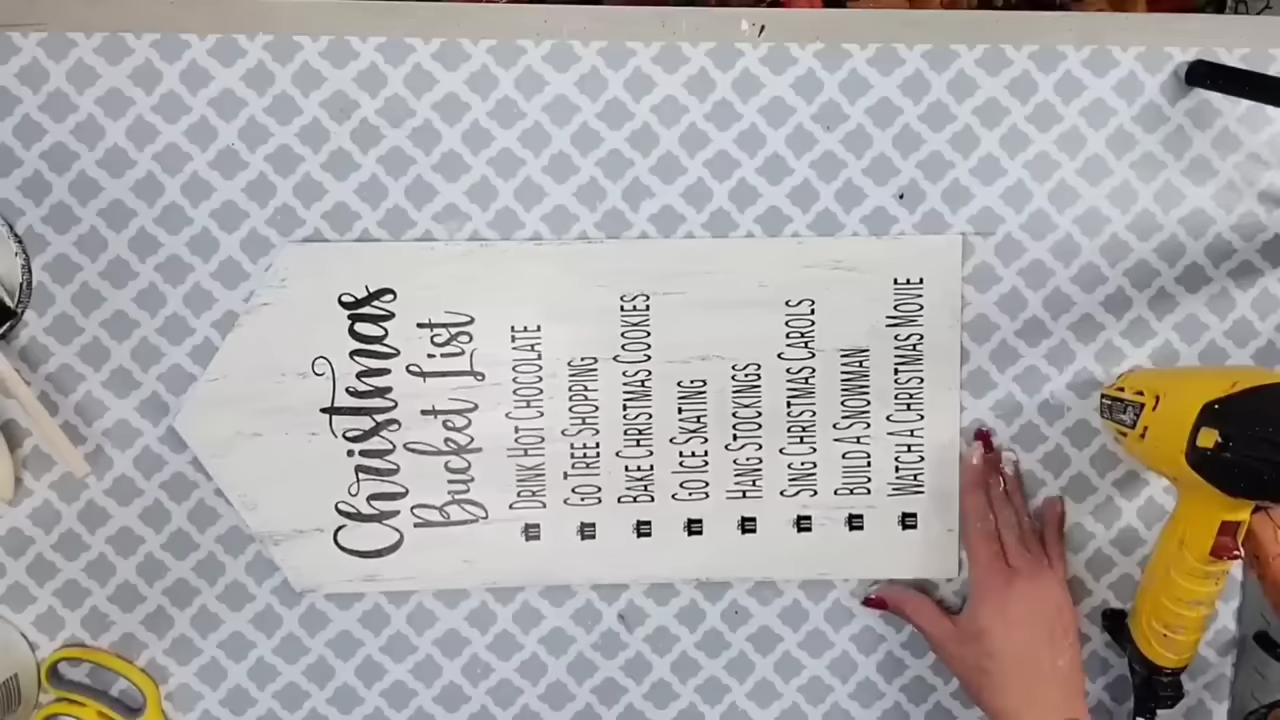 Christmas
Bucket List
DRINK HOT CHOCOLATE
GO TREE SHOPPING
BAKE CHRISTMAS COOKIES
GO ICE SKATING
HANG STOCKINGS
SING CHRISTMAS CAROLS
BUILD A SNOWMAN
WATCH A CHRISTMAS MOVIE